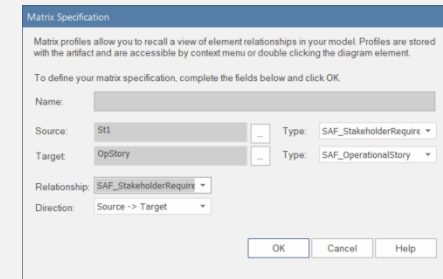 Matrix Specification
Matrix profiles allow you to recall a view of element relationships in your model. Profiles are stored
with the artifact and are accessible by context menu or double clicking the diagram element.
To define your matrix specification, complete the fields below and click OK.
Name:
Source: St1 ... Type: SAF_StakeholderRequire
Target: OpStory ... Type: SAF_OperationalStory
Relationship: SAF_StakeholderRequire
Direction: Source -> Target
OK Cancel Help